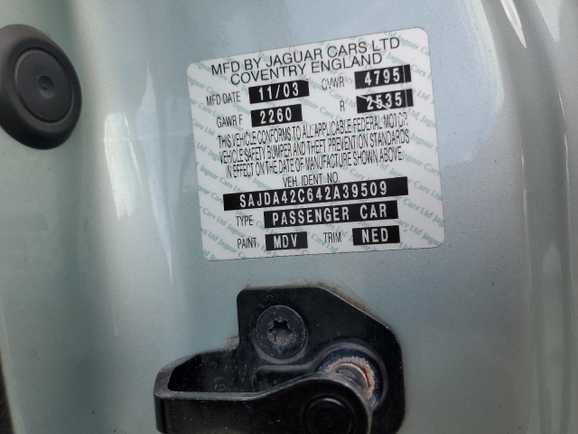 MFD BY JAGUAR CARS LTD
COVENTRY ENGLAND
MFD DATE 11/03 GVWR 4795
GAWR F 2260 R 2535
THIS VEHICLE CONFORMS TO ALL APPLICABLE FEDERAL MOTOR
VEHICLE SAFETY BUMPER AND THEFT PREVENTION STANDARDS
IN EFFECT ON THE DATE OF MANUFACTURE SHOWN ABOVE.
VEH. IDENT NO.
SAJDA42C642A39509
TYPE PASSENGER CAR
PAINT MDV TRIM NED